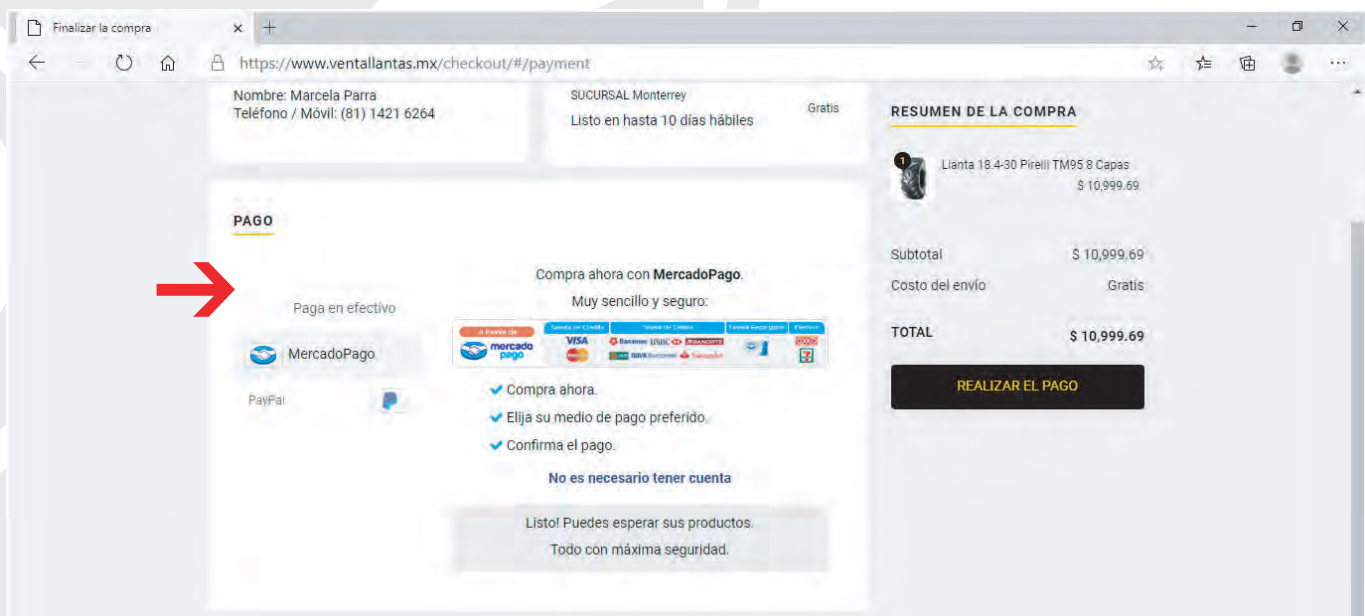 Finalizar la compra
https://www.ventallantas.mx/checkout/#/payment
Nombre: Marcela Parra
Teléfono / Móvil: (81) 1421 6264
SUCURSAL Monterrey
Listo en hasta 10 días hábiles
Gratis
PAGO
Paga en efectivo
MercadoPago
PayPal
Compra ahora con MercadoPago.
Muy sencillo y seguro:
mercado
pago
VISA
Compra ahora.
Elija su medio de pago preferido.
Confirma el pago.
No es necesario tener cuenta
Listo! Puedes esperar sus productos.
Todo con máxima seguridad.
RESUMEN DE LA COMPRA
1
Llanta 18.4-30 Pirelli TM95 8 Capas
$ 10,999.69
Subtotal $ 10,999.69
Costo del envío Gratis
TOTAL $ 10,999.69
REALIZAR EL PAGO